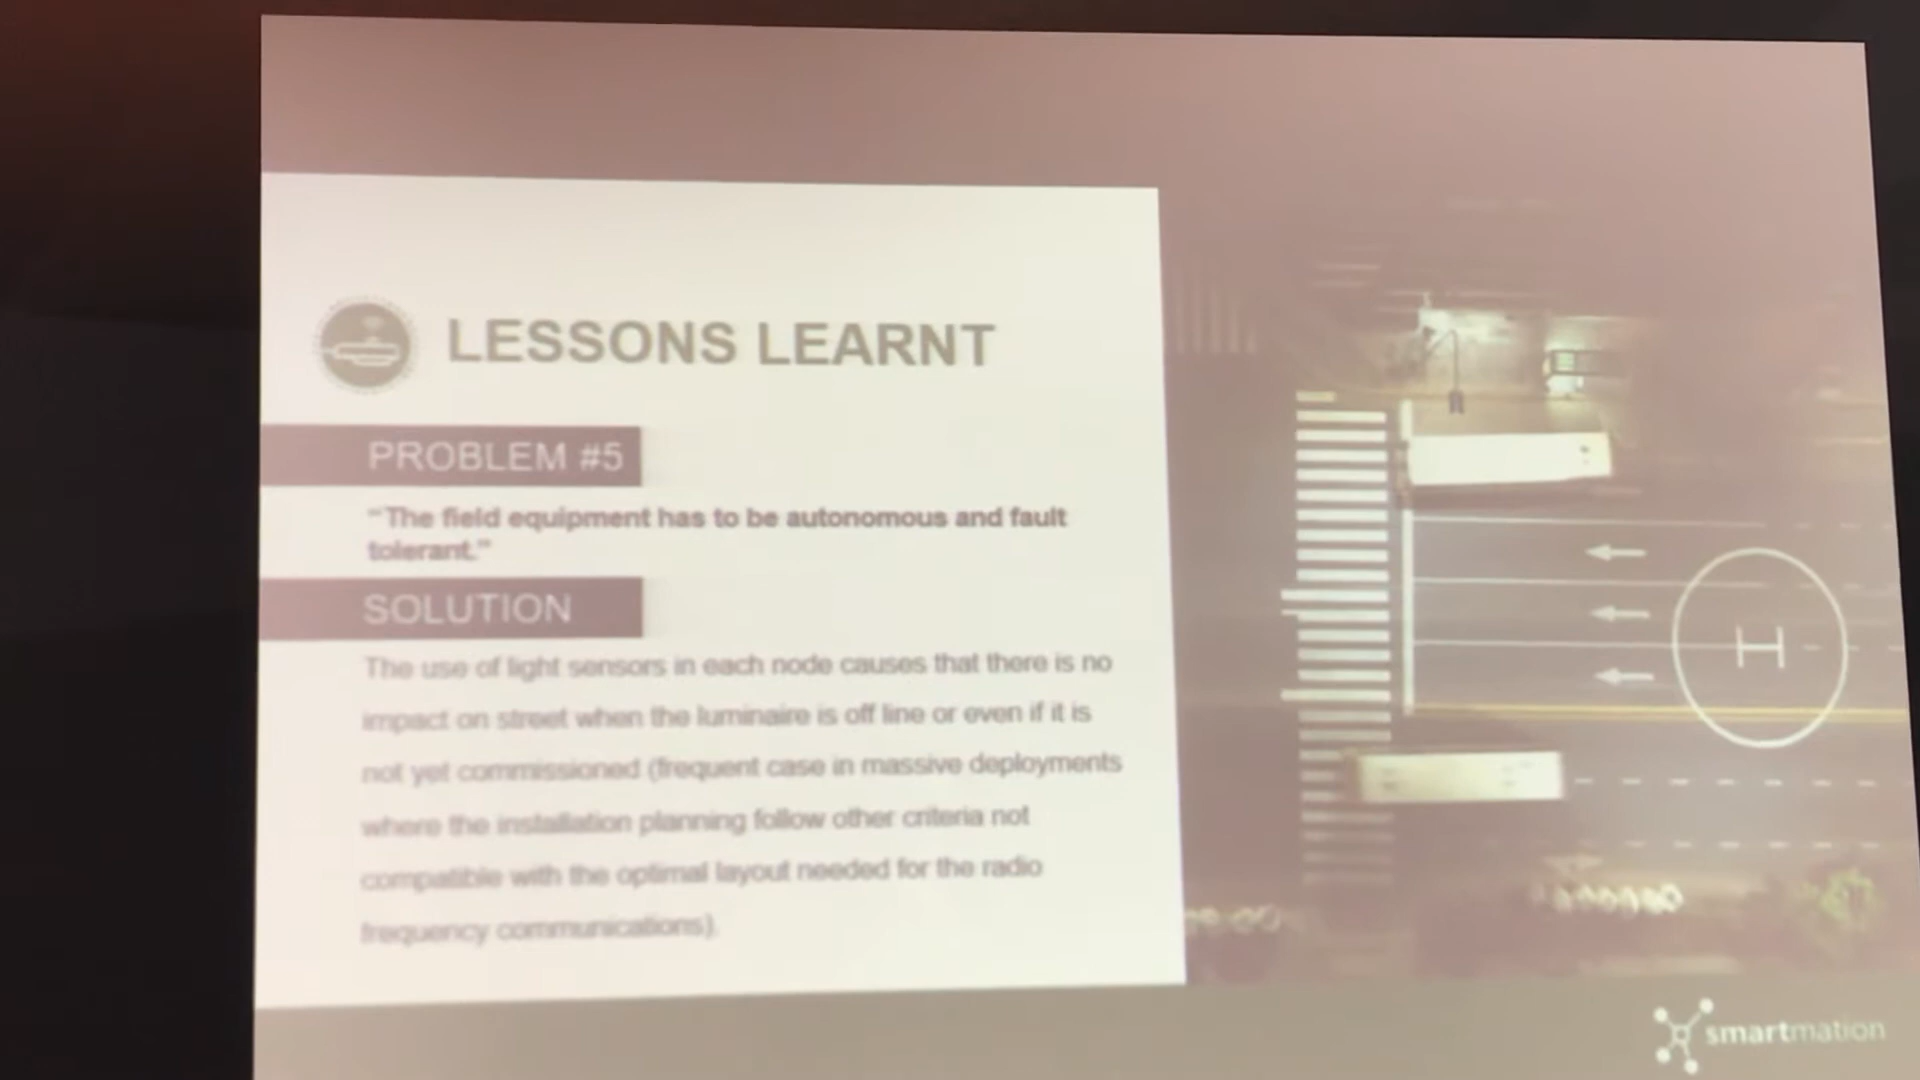 LESSONS LEARNT
PROBLEM #5
"The field equipment has to be autonomous and fault
tolerant."
SOLUTION
The use of light sensors in each node causes that there is no
impact on street when the luminaire is off line or even if it is
not yet commissioned (frequent case in massive deployments
where the installation planning follow other criteria not
compatible with the optimal layout needed for the radio
frequency communications).
H
smartmation